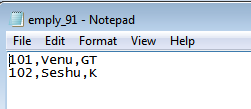 emply_91 - Notepad
File Edit Format View Help
101,Venu,GT
102,Seshu,K